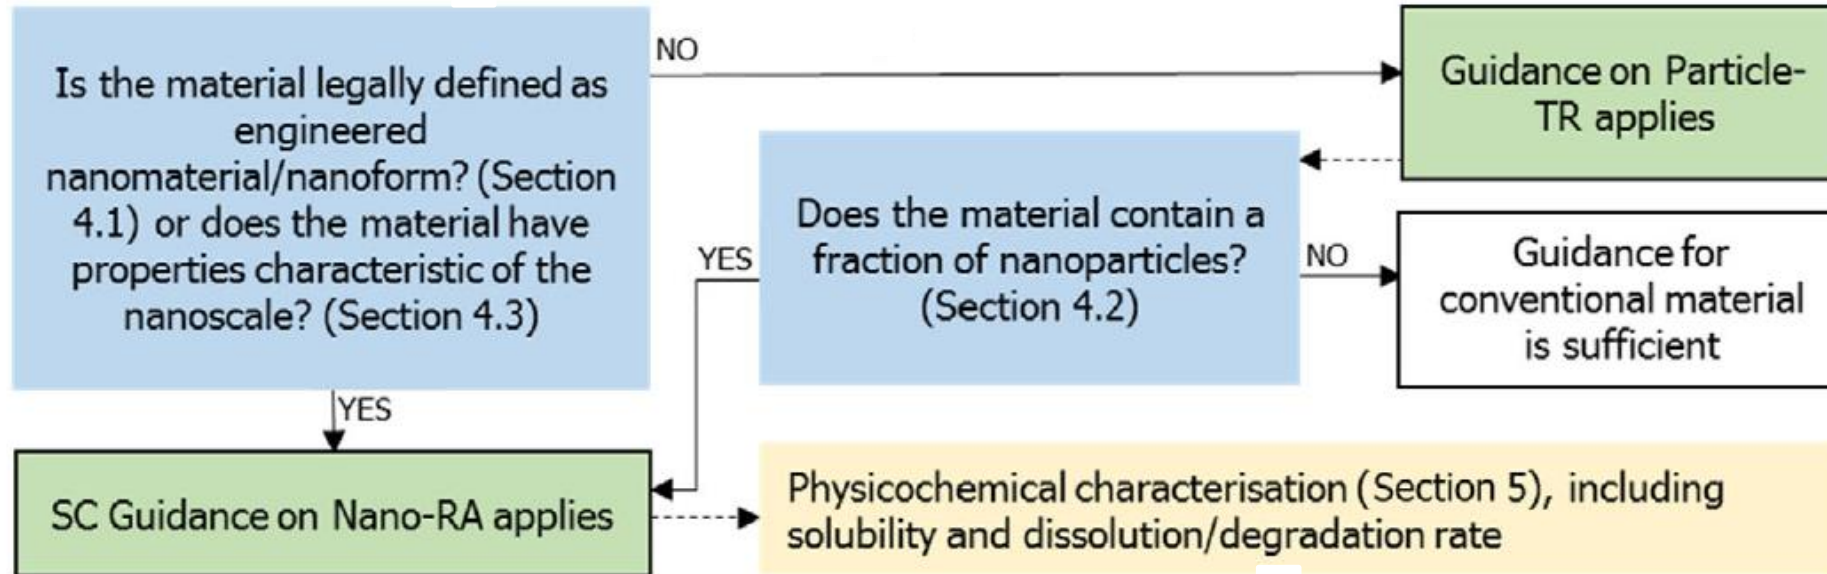 Is the material legally defined as
engineered
nanomaterial/nanoform? (Section
4.1) or does the material have
properties characteristic of the
nanoscale? (Section 4.3)
NO
Guidance on Particle-
TR applies
Does the material contain a
fraction of nanoparticles?
(Section 4.2)
YES
NO
Guidance for
conventional material
is sufficient
YES
SC Guidance on Nano-RA applies
Physicochemical characterisation (Section 5), including
solubility and dissolution/degradation rate